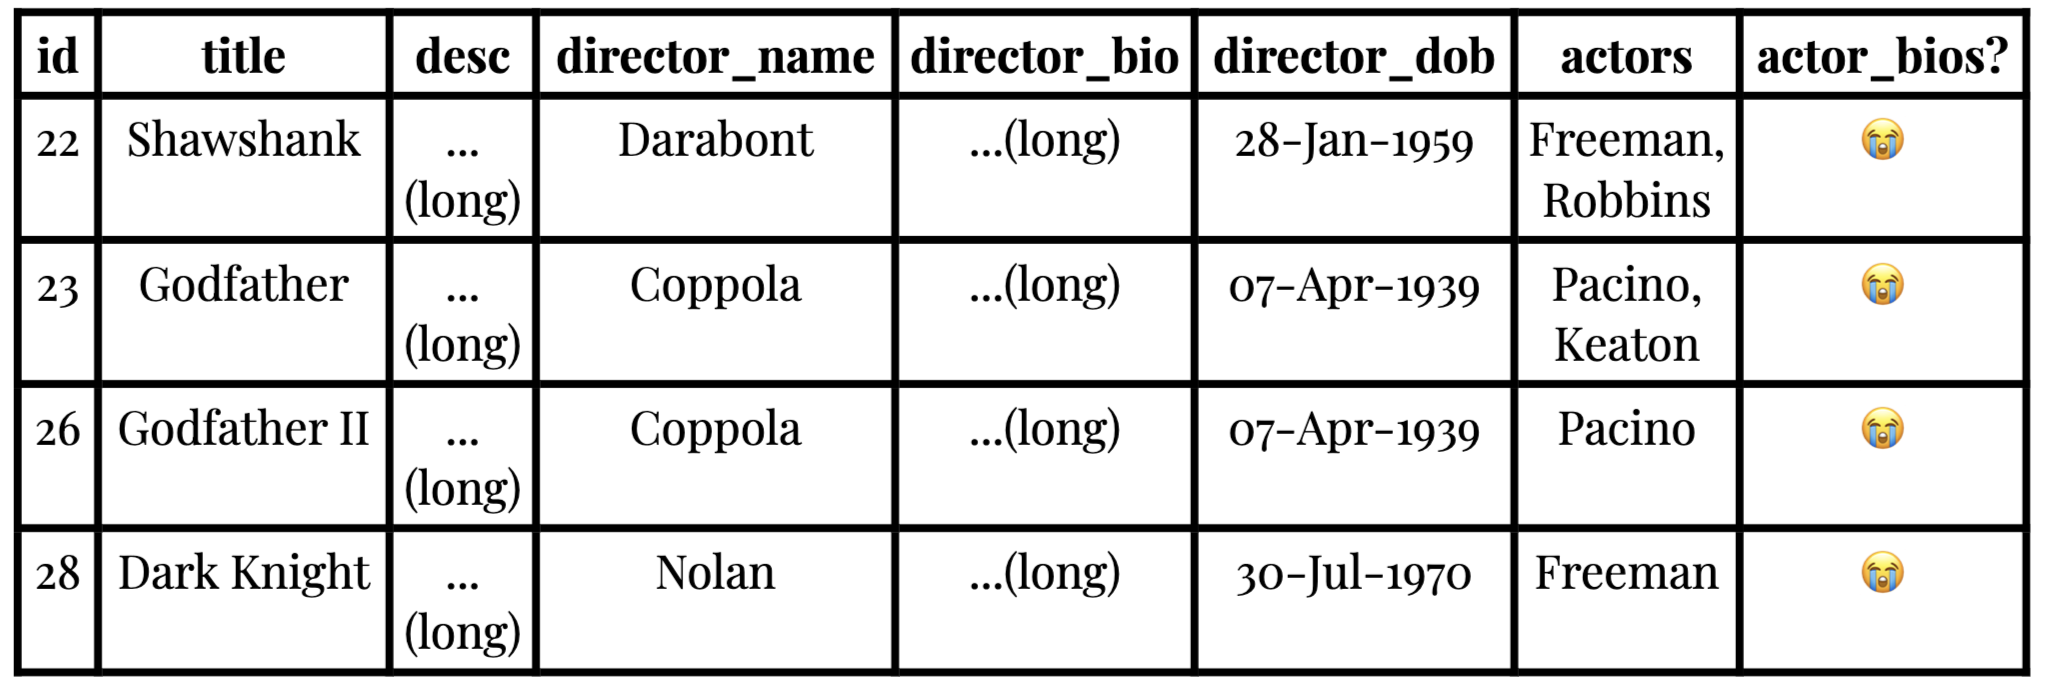 id title desc director_name director_bio director_dob actors actor_bios?
22 Shawshank ... Darabont ...(long) 28-Jan-1959 Freeman, 😭
(long) Robbins
23 Godfather ... Coppola ...(long) 07-Apr-1939 Pacino, 😭
(long) Keaton
26 Godfather II ... Coppola ...(long) 07-Apr-1939 Pacino 😭
(long)
28 Dark Knight ... Nolan ...(long) 30-Jul-1970 Freeman 😭
(long)